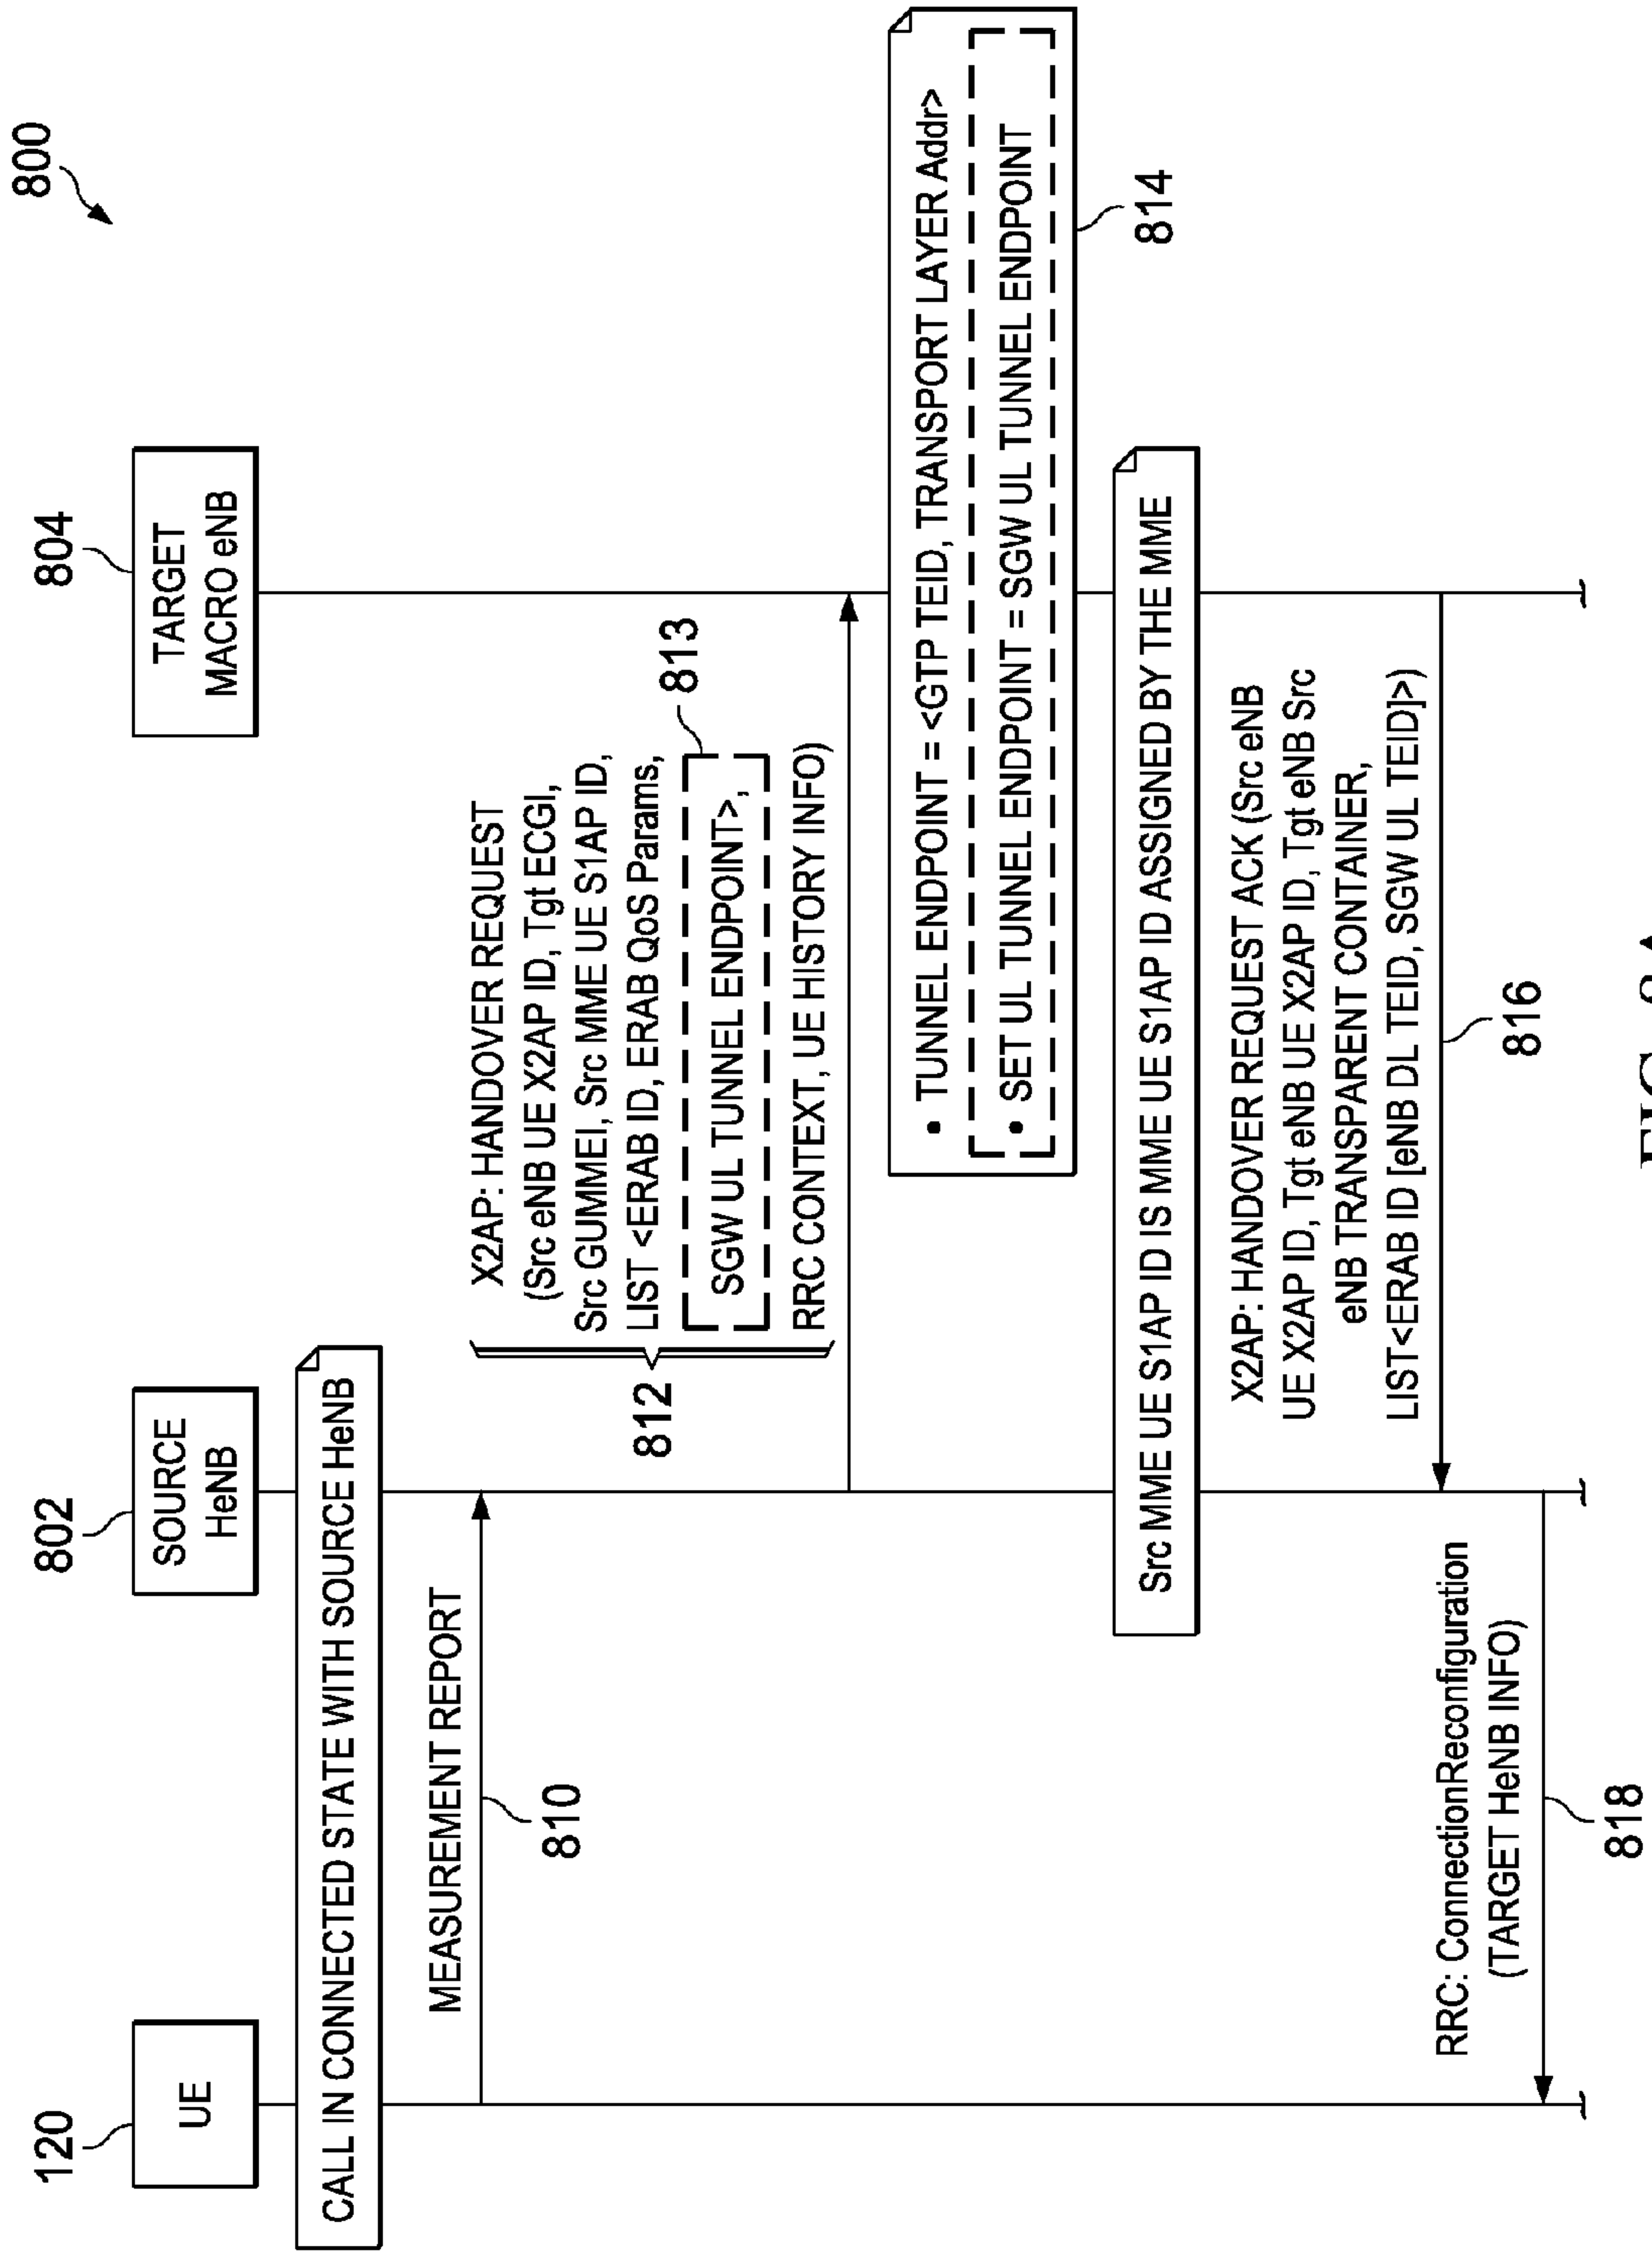 800
120
UE
802
SOURCE
HeNB
804
TARGET
MACRO eNB
CALL IN CONNECTED STATE WITH SOURCE HeNB
MEASUREMENT REPORT
810
X2AP: HANDOVER REQUEST
(Src eNB UE X2AP ID, Tgt ECGI,
Src GUMMEI, Src MME UE S1AP ID,
LIST <ERAB ID, ERAB QoS Params,
SGW UL TUNNEL ENDPOINT>,
RRC CONTEXT, UE HISTORY INFO)
812
813
• TUNNEL ENDPOINT = <GTP TEID, TRANSPORT LAYER Addr>
• SET UL TUNNEL ENDPOINT = SGW UL TUNNEL ENDPOINT
814
Src MME UE S1AP ID IS MME UE S1AP ID ASSIGNED BY THE MME
X2AP: HANDOVER REQUEST ACK (Src eNB
UE X2AP ID, Tgt eNB UE X2AP ID, Tgt eNB Src
eNB TRANSPARENT CONTAINER,
LIST<ERAB ID [eNB DL TEID, SGW UL TEID]>)
816
RRC: ConnectionReconfiguration
(TARGET HeNB INFO)
818